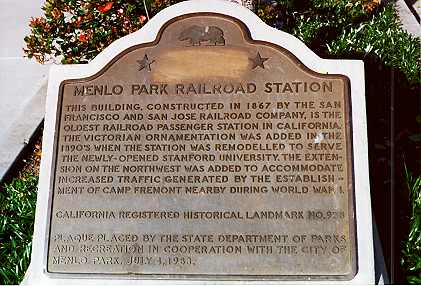 MENLO PARK RAILROAD STATION
THIS BUILDING, CONSTRUCTED IN 1867 BY THE SAN
FRANCISCO AND SAN JOSE RAILROAD COMPANY, IS THE
OLDEST RAILROAD PASSENGER STATION IN CALIFORNIA.
THE VICTORIAN ORNAMENTATION WAS ADDED IN THE
1890'S WHEN THE STATION WAS REMODELLED TO SERVE
THE NEWLY-OPENED STANFORD UNIVERSITY. THE EXTEN-
SION ON THE NORTHWEST WAS ADDED TO ACCOMMODATE
INCREASED TRAFFIC GENERATED BY THE ESTABLISH-
MENT OF CAMP FREMONT NEARBY DURING WORLD WAR I.
CALIFORNIA REGISTERED HISTORICAL LANDMARK NO. 955
PLAQUE PLACED BY THE STATE DEPARTMENT OF PARKS
AND RECREATION IN COOPERATION WITH THE CITY OF
MENLO PARK, JULY 4, 1983.